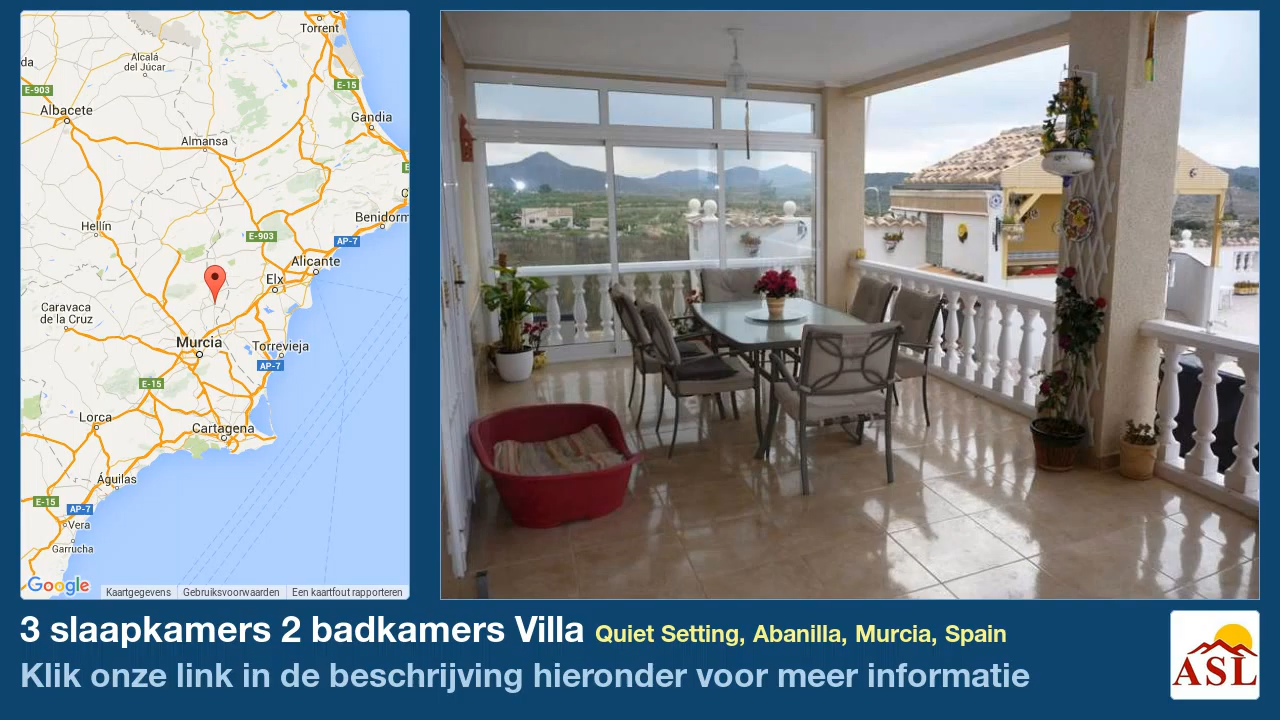 Torrent
Alcalá
del Júcar
da
E-15
E-903
Albacete
Gandia
Almansa
E
C
Hellín
Benidorm
E-903
AP-7
Alicante
Elx
Caravaca
de la Cruz
Murcia
Torrevieja
AP-7
E-15
Lorca
Cartagena
Águilas
E-15
AP-7
Vera
Garrucha
Google
Kaartgegevens Gebruiksvoorwaarden Een kaartfout rapporteren
3 slaapkamers 2 badkamers Villa Quiet Setting, Abanilla, Murcia, Spain
Klik onze link in de beschrijving hieronder voor meer informatie
ASL